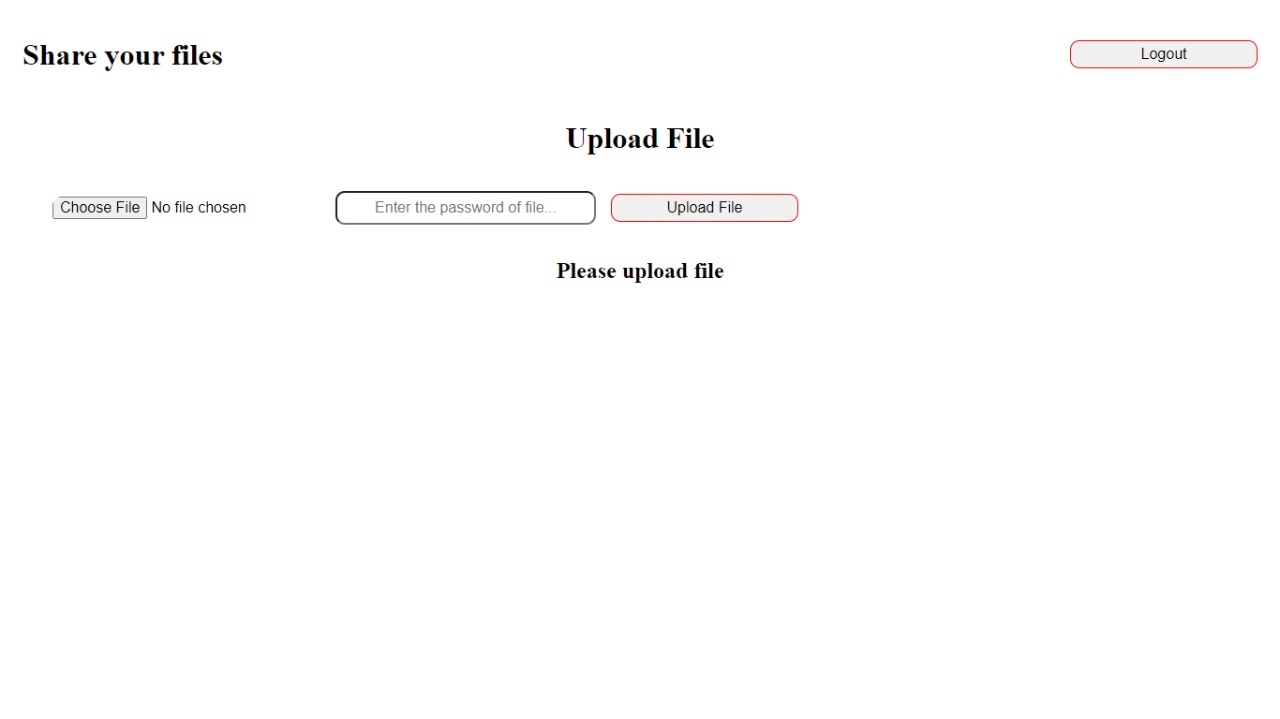 Share your files
Logout
Upload File
Choose File No file chosen
Enter the password of file...
Upload File
Please upload file